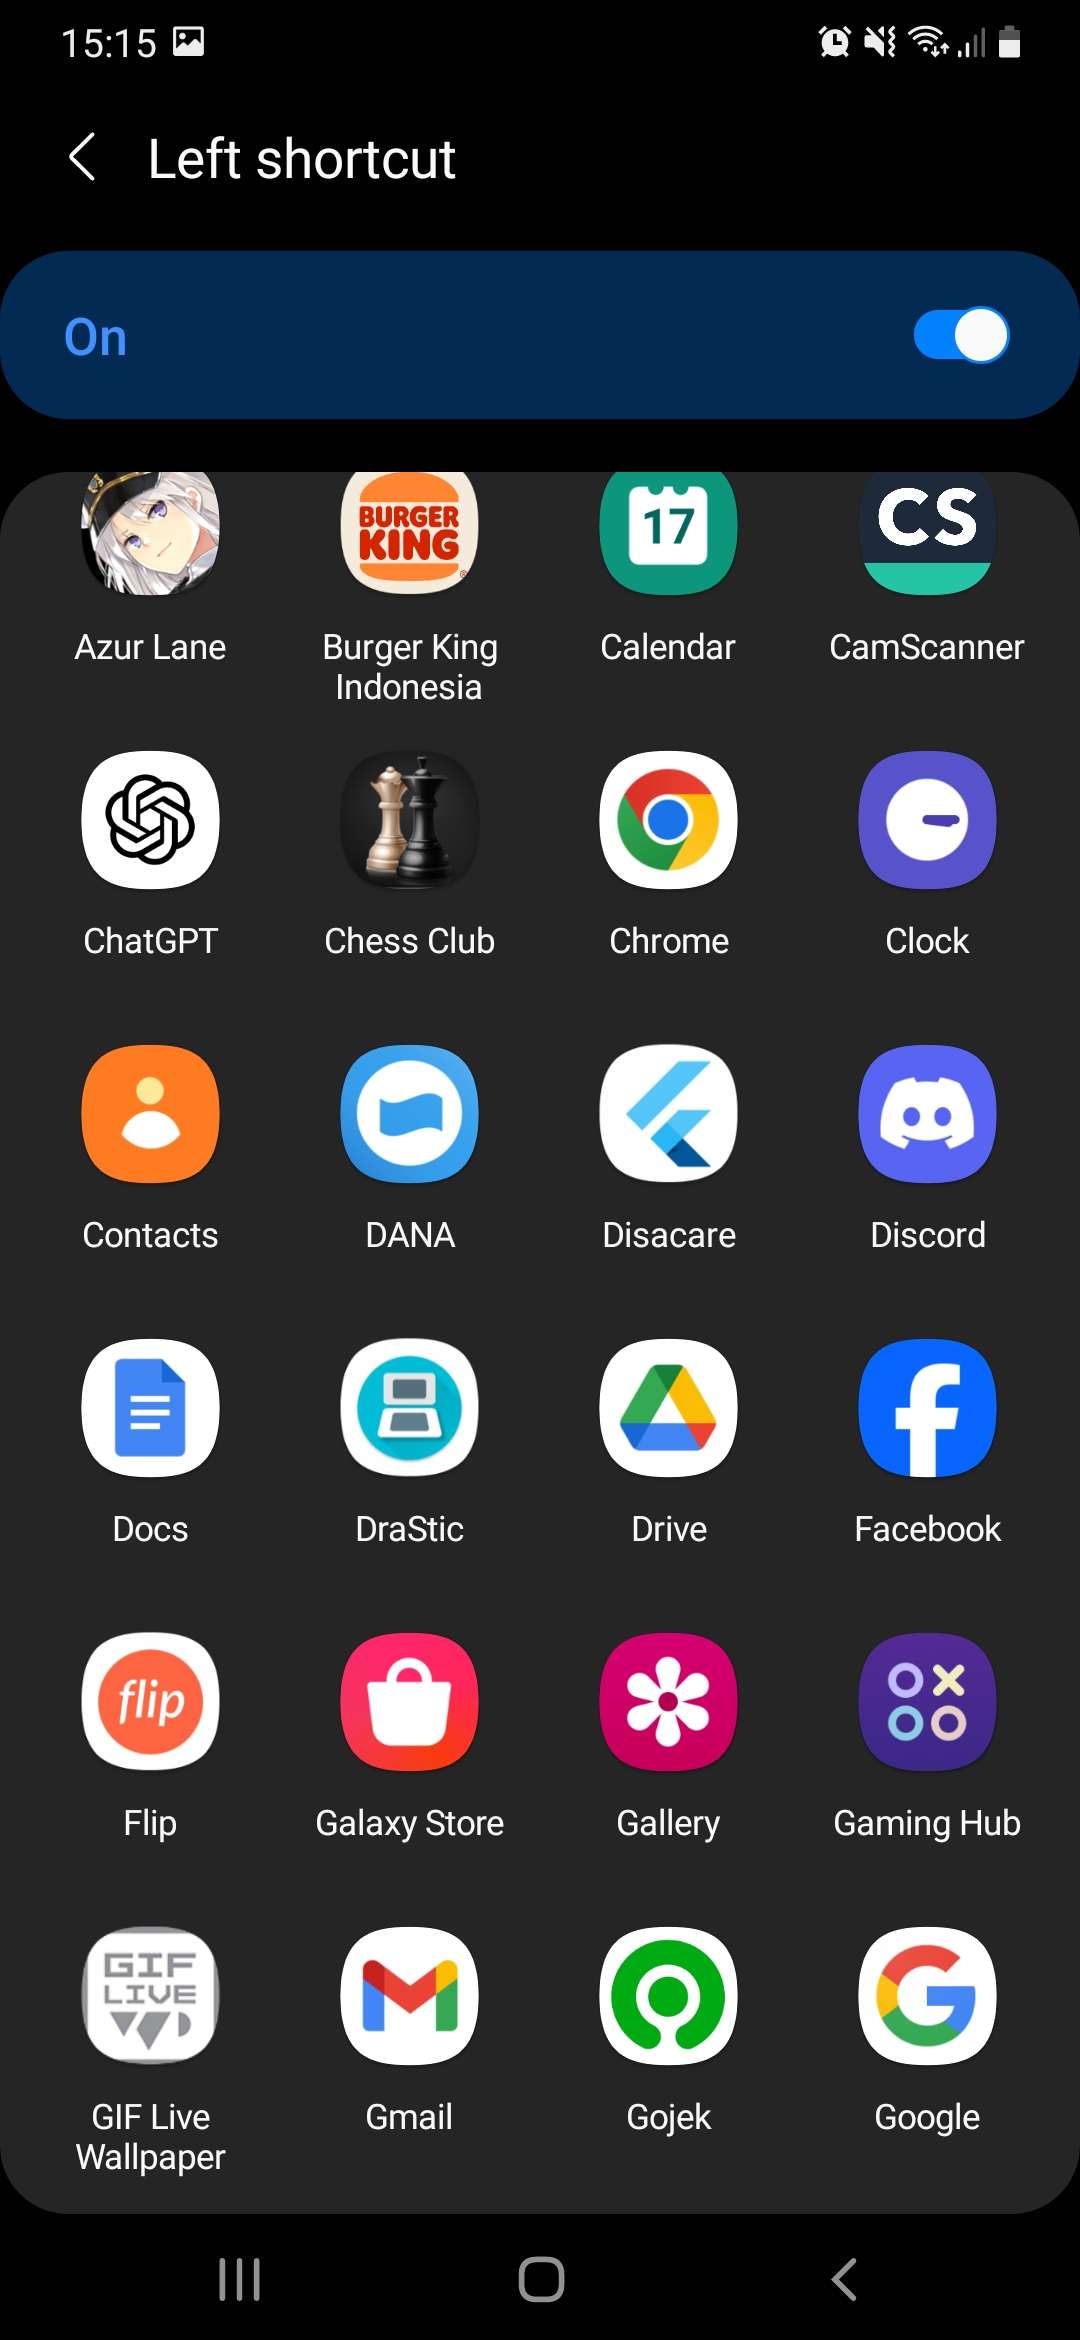 15:15
Left shortcut
On
BURGER
KING
17
CS
Azur Lane
Burger King
Indonesia
Calendar
CamScanner
ChatGPT
Chess Club
Chrome
Clock
Contacts
DANA
Disacare
Discord
Docs
DraStic
Drive
Facebook
flip
Flip
Galaxy Store
Gallery
Gaming Hub
GIF
LIVE
GIF Live
Wallpaper
Gmail
Gojek
Google